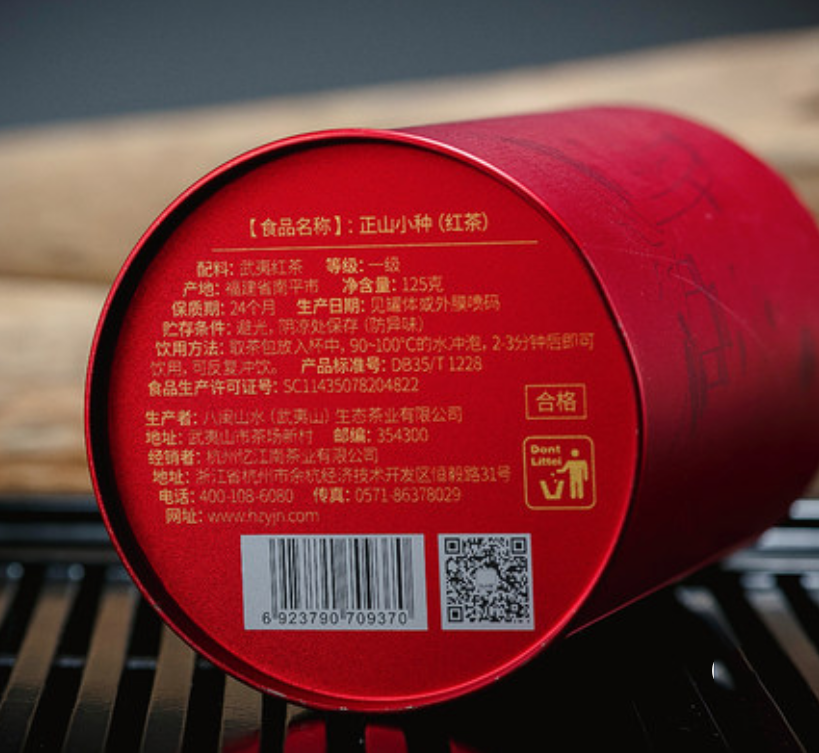 【食品名称】：正山小种（红茶）
配料：武夷红茶 等级：一级
产地：福建省南平市 净含量：125克
保质期：24个月 生产日期：见罐体或外膜喷码
贮存条件：避光，阴凉处保存（防异味）
饮用方法：取茶包放入杯中，90~100℃的水冲泡，2-3分钟后即可
饮用，可反复冲饮。 产品标准号：DB35/T 1228
食品生产许可证号：SC11435078204822
合格
生产者：八闽山水（武夷山）生态茶业有限公司
地址：武夷山市茶场新村 邮编：354300
经销者：杭州忆江南茶业有限公司
地址：浙江省杭州市余杭经济技术开发区恒毅路31号
电话：400-108-6080 传真：0571-86378029
网址：www.hzyjn.com
Dont
Litter
6 923790 709370